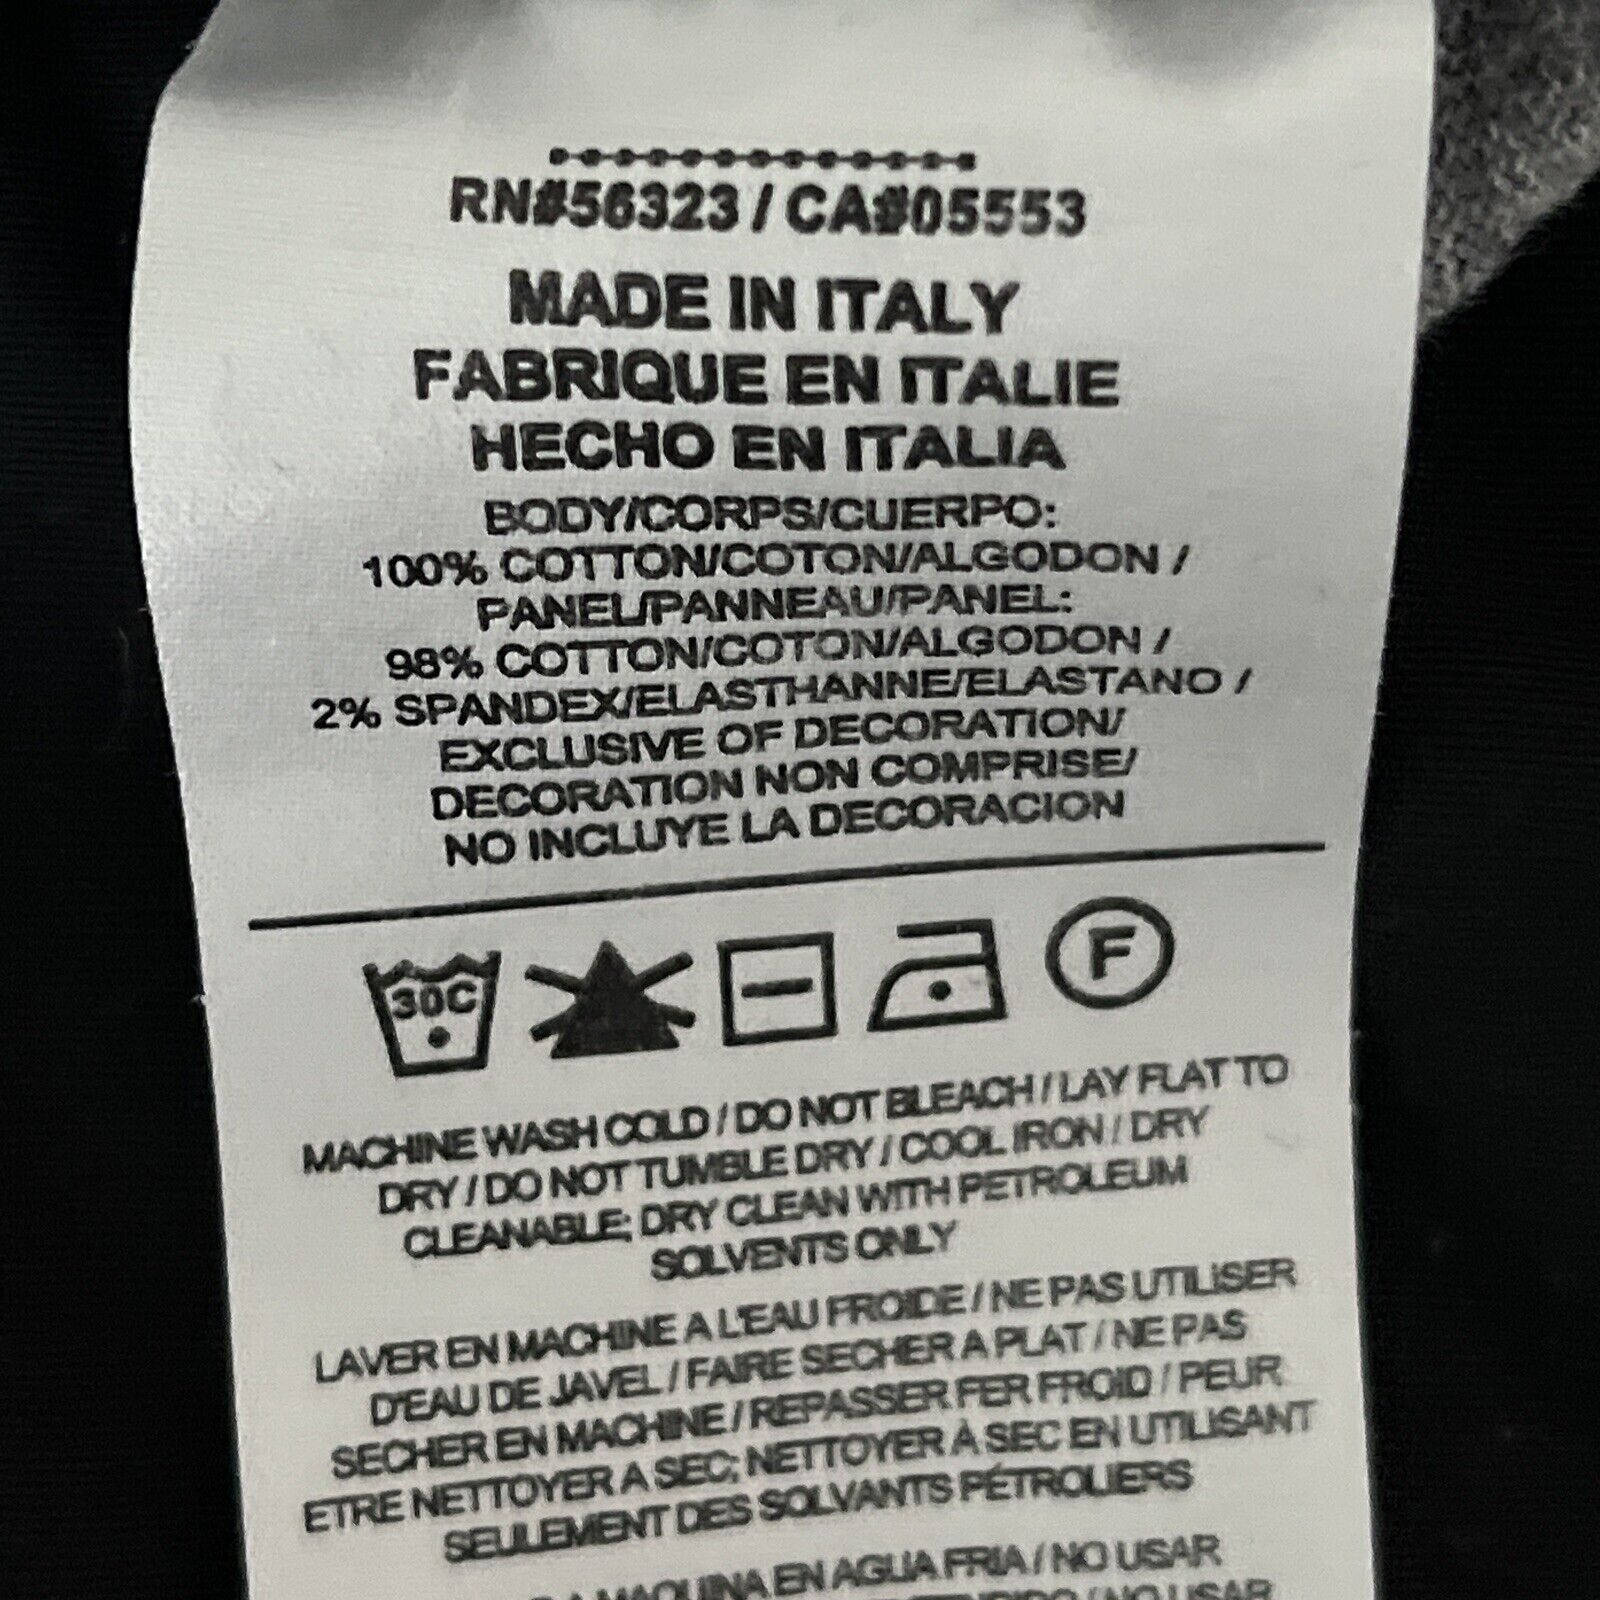 RN#56323 / CA#05553
MADE IN ITALY
FABRIQUE EN ITALIE
HECHO EN ITALIA
BODY/CORPS/CUERPO:
100% COTTON/COTON/ALGODON /
PANEL/PANNEAU/PANEL:
98% COTTON/COTON/ALGODON /
2% SPANDEX/ELASTHANNE/ELASTANO /
EXCLUSIVE OF DECORATION/
DECORATION NON COMPRISE/
NO INCLUYE LA DECORACION
30C F
MACHINE WASH COLD / DO NOT BLEACH / LAY FLAT TO
DRY / DO NOT TUMBLE DRY / COOL IRON / DRY
CLEANABLE; DRY CLEAN WITH PETROLEUM
SOLVENTS ONLY
LAVER EN MACHINE A L'EAU FROIDE / NE PAS UTILISER
D'EAU DE JAVEL / FAIRE SECHER A PLAT / NE PAS
SECHER EN MACHINE / REPASSER FER FROID / PEUR
ETRE NETTOYER A SEC; NETTOYER À SEC EN UTILISANT
SEULEMENT DES SOLVANTS PÉTROLIERS
A MAQUINA EN AGUA FRIA / NO USAR
/ NO USAR